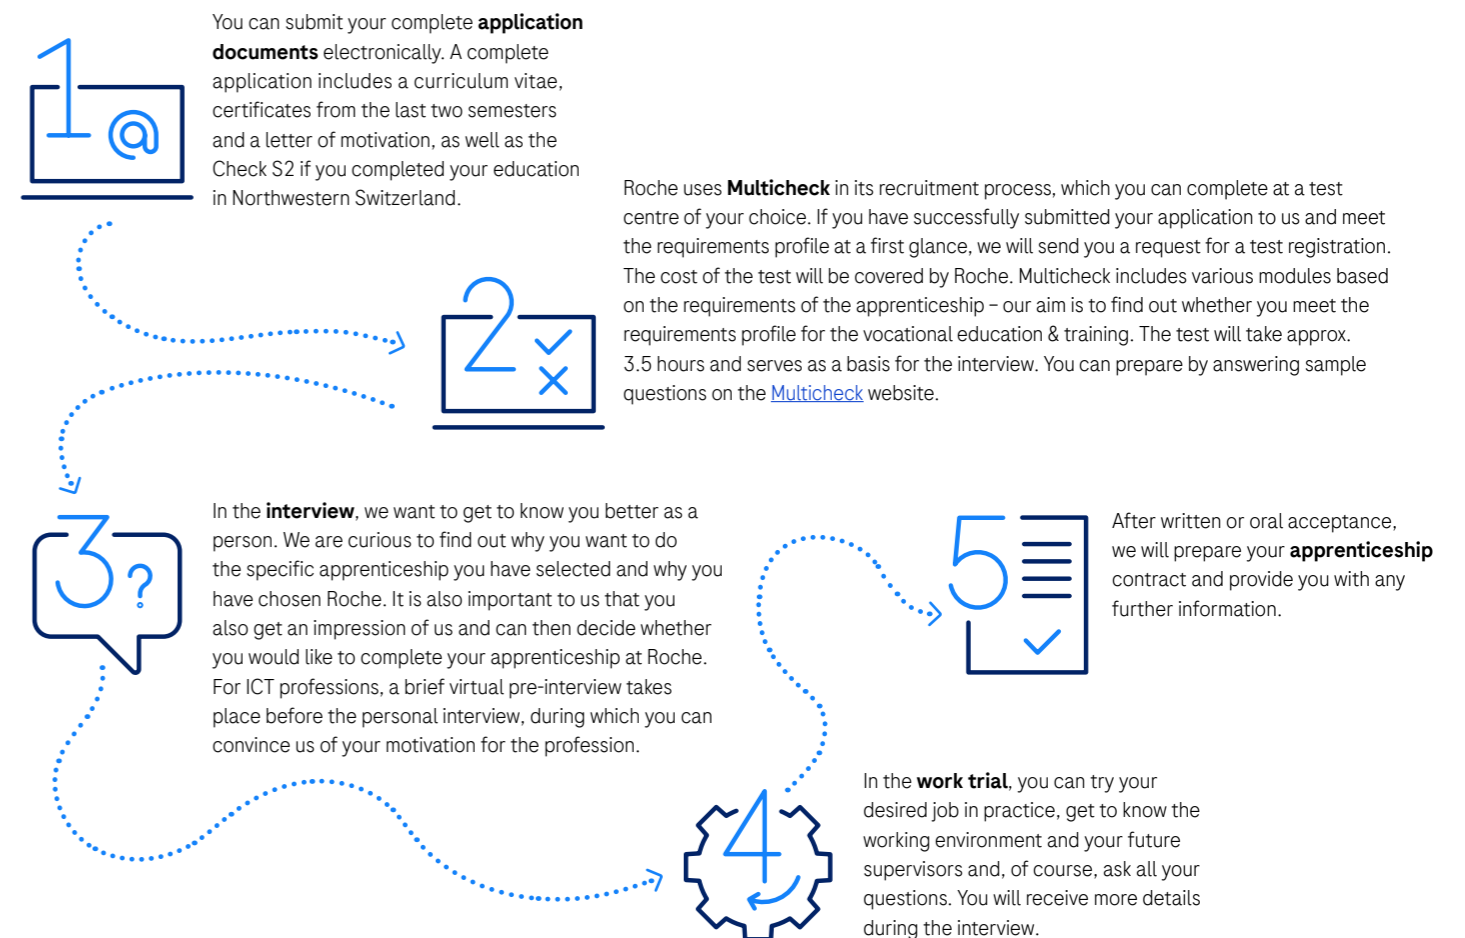 1
@
You can submit your complete application
documents electronically. A complete
application includes a curriculum vitae,
certificates from the last two semesters
and a letter of motivation, as well as the
Check S2 if you completed your education
in Northwestern Switzerland.
2
Roche uses Multicheck in its recruitment process, which you can complete at a test
centre of your choice. If you have successfully submitted your application to us and meet
the requirements profile at a first glance, we will send you a request for a test registration.
The cost of the test will be covered by Roche. Multicheck includes various modules based
on the requirements of the apprenticeship – our aim is to find out whether you meet the
requirements profile for the vocational education & training. The test will take approx.
3.5 hours and serves as a basis for the interview. You can prepare by answering sample
questions on the Multicheck website.
3
?
In the interview, we want to get to know you better as a
person. We are curious to find out why you want to do
the specific apprenticeship you have selected and why you
have chosen Roche. It is also important to us that you
also get an impression of us and can then decide whether
you would like to complete your apprenticeship at Roche.
For ICT professions, a brief virtual pre-interview takes
place before the personal interview, during which you can
convince us of your motivation for the profession.
4
In the work trial, you can try your
desired job in practice, get to know the
working environment and your future
supervisors and, of course, ask all your
questions. You will receive more details
during the interview.
5
After written or oral acceptance,
we will prepare your apprenticeship
contract and provide you with any
further information.